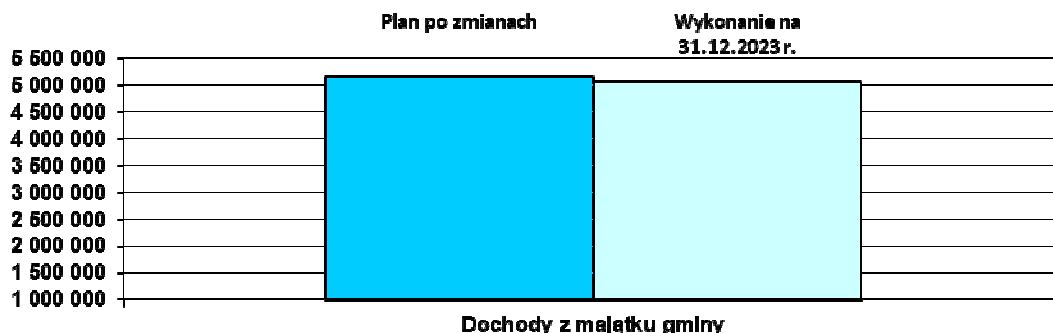 Plan po zmianach
Wykonanie na
31.12.2023 r.
5 500 000
5 000 000
4 500 000
4 000 000
3 500 000
3 000 000
2 500 000
2 000 000
1 500 000
1 000 000
Dochody z majątku gminy